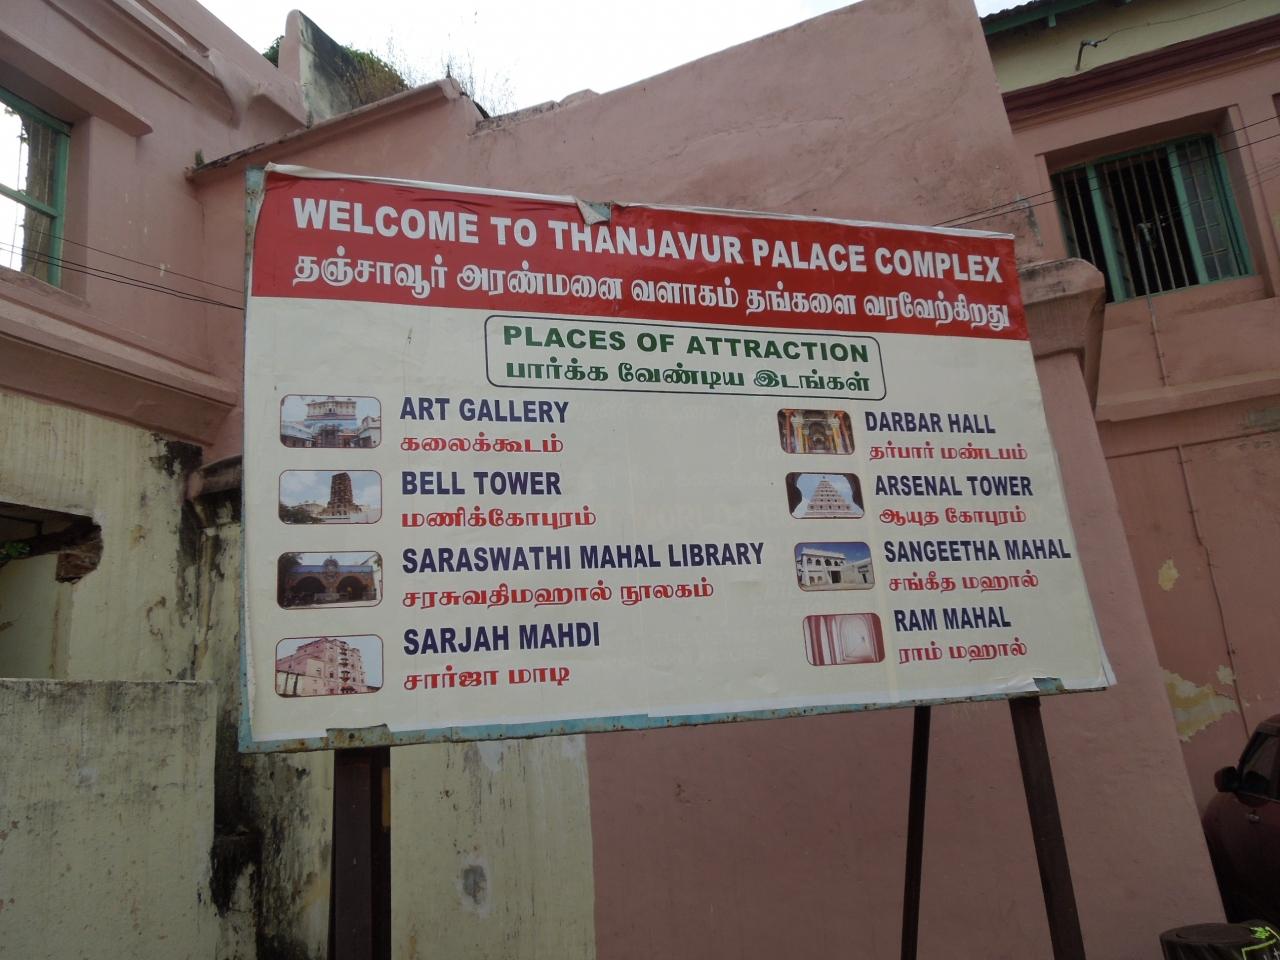 WELCOME TO THANJAVUR PALACE COMPLEX
தஞ்சாவூர் அரண்மனை வளாகம் தங்களை வரவேற்கிறது
PLACES OF ATTRACTION
பார்க்க வேண்டிய இடங்கள்
ART GALLERY
கலைக்கூடம்
BELL TOWER
மணிக்கோபுரம்
SARASWATHI MAHAL LIBRARY
சரசுவதிமஹால் நூலகம்
SARJAH MAHDI
சார்ஜா மாடி
DARBAR HALL
தர்பார் மண்டபம்
ARSENAL TOWER
ஆயுத கோபுரம்
SANGEETHA MAHAL
சங்கீத மஹால்
RAM MAHAL
ராம் மஹால்